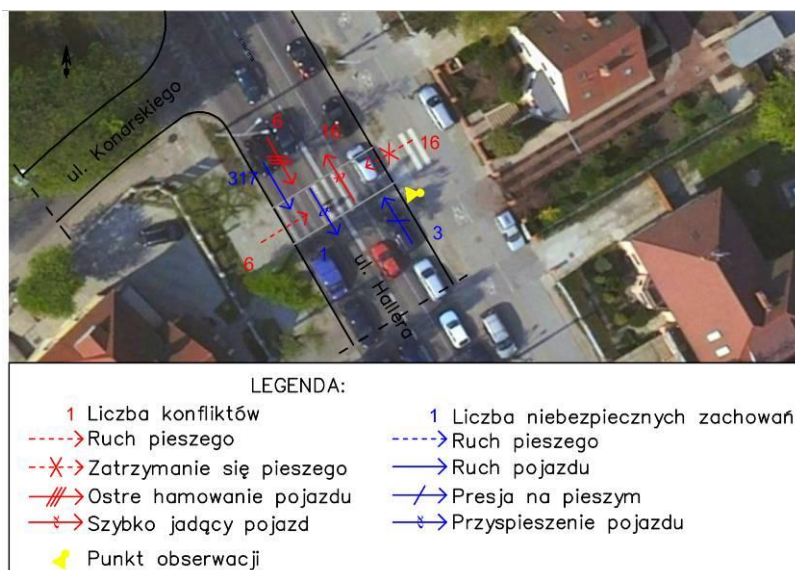 ul. Konarskiego
6
16
16
317
6
1
3
ul. Hallera
LEGENDA:
1 Liczba konfliktów
Ruch pieszego
Zatrzymanie się pieszego
Ostre hamowanie pojazdu
Szybko jadący pojazd
Punkt obserwacji
1 Liczba niebezpiecznych zachowań
Ruch pieszego
Ruch pojazdu
Presja na pieszym
Przyspieszenie pojazdu